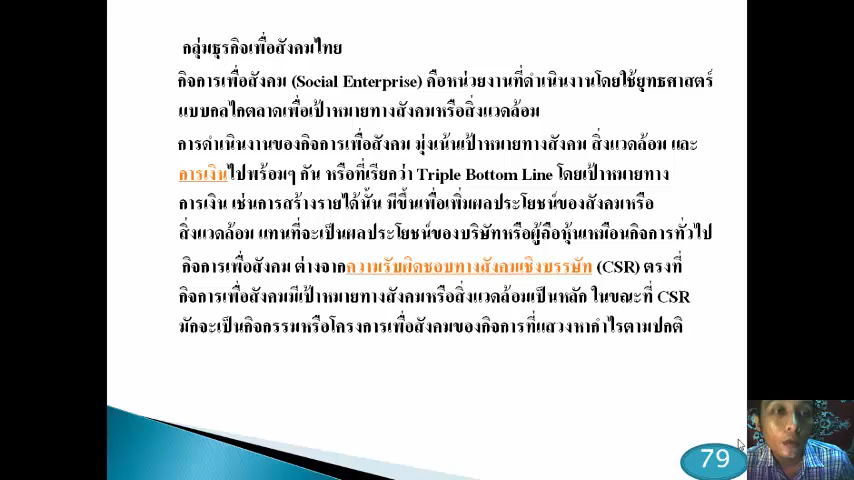 กลุ่มธุรกิจเพื่อสังคมไทย
กิจการเพื่อสังคม (Social Enterprise) คือหน่วยงานที่ดำเนินงานโดยใช้ยุทธศาสตร์
แบบกลไกตลาดเพื่อเป้าหมายทางสังคมหรือสิ่งแวดล้อม
การดำเนินงานของกิจการเพื่อสังคม มุ่งเน้นเป้าหมายทางสังคม สิ่งแวดล้อม และ
การเงินไปพร้อมๆ กัน หรือที่เรียกว่า Triple Bottom Line โดยเป้าหมายทาง
การเงิน เช่นการสร้างรายได้นั้น มีขึ้นเพื่อเพิ่มผลประโยชน์ของสังคมหรือ
สิ่งแวดล้อม แทนที่จะเป็นผลประโยชน์ของบริษัทหรือผู้ถือหุ้นเหมือนกิจการทั่วไป
กิจการเพื่อสังคม ต่างจากความรับผิดชอบทางสังคมเชิงบรรษัท (CSR) ตรงที่
กิจการเพื่อสังคมมีเป้าหมายทางสังคมหรือสิ่งแวดล้อมเป็นหลัก ในขณะที่ CSR
มักจะเป็นกิจกรรมหรือโครงการเพื่อสังคมของกิจการที่แสวงหากำไรตามปกติ
79